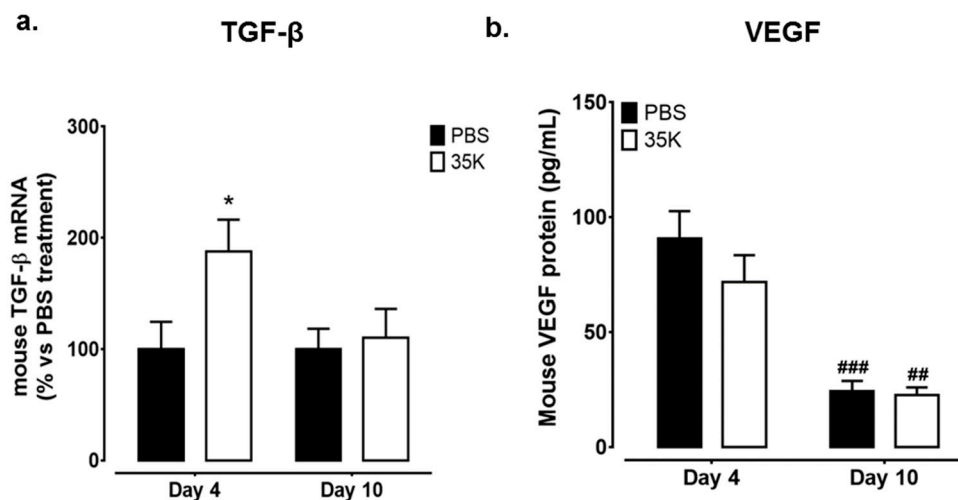 a.
TGF-β
mouse TGF-β mRNA
(% vs PBS treatment)
300
200
100
0
PBS
35K
*
Day 4
Day 10
b.
VEGF
Mouse VEGF protein (pg/mL)
150
100
50
0
PBS
35K
###
##
Day 4
Day 10